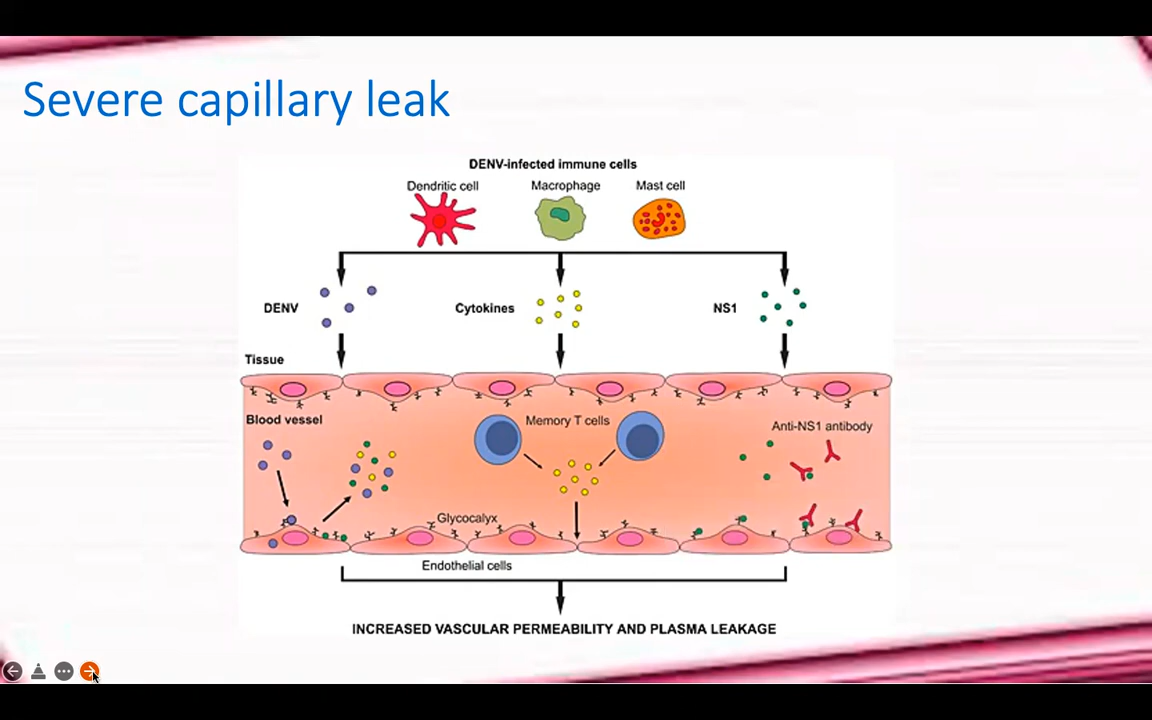 Severe capillary leak
DENV-infected immune cells
Dendritic cell
Macrophage
Mast cell
DENV
Cytokines
NS1
Tissue
Blood vessel
Memory T cells
Anti-NS1 antibody
Glycocalyx
Endothelial cells
INCREASED VASCULAR PERMEABILITY AND PLASMA LEAKAGE